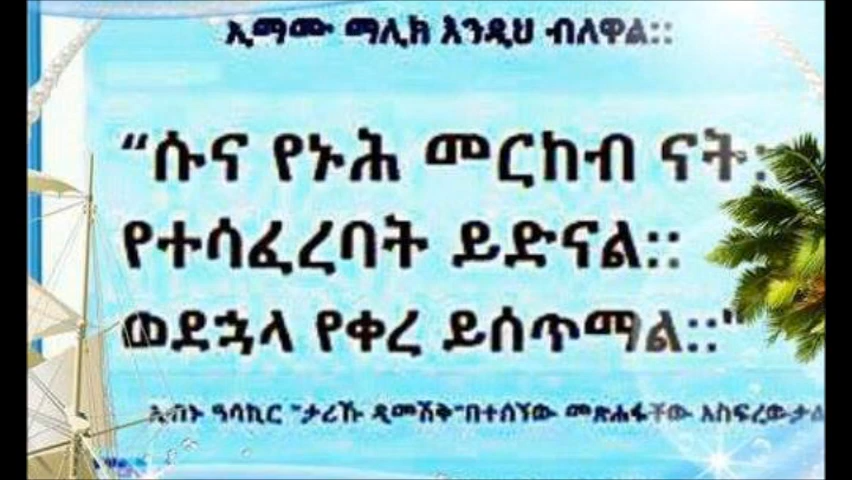 ኢማሙ ማሊክ እንዲህ ብለዋል::
“ሱና የኑሕ መርከብ ናት:
የተሳፈረባት ይድናል::
ወደኋላ የቀረ ይሰጥማል::"
ኢብኑ ዓሳኪር "ታሪኹ ዲመሽቅ"በተሰኘው መጽሐፋቸው አስፍረውታል